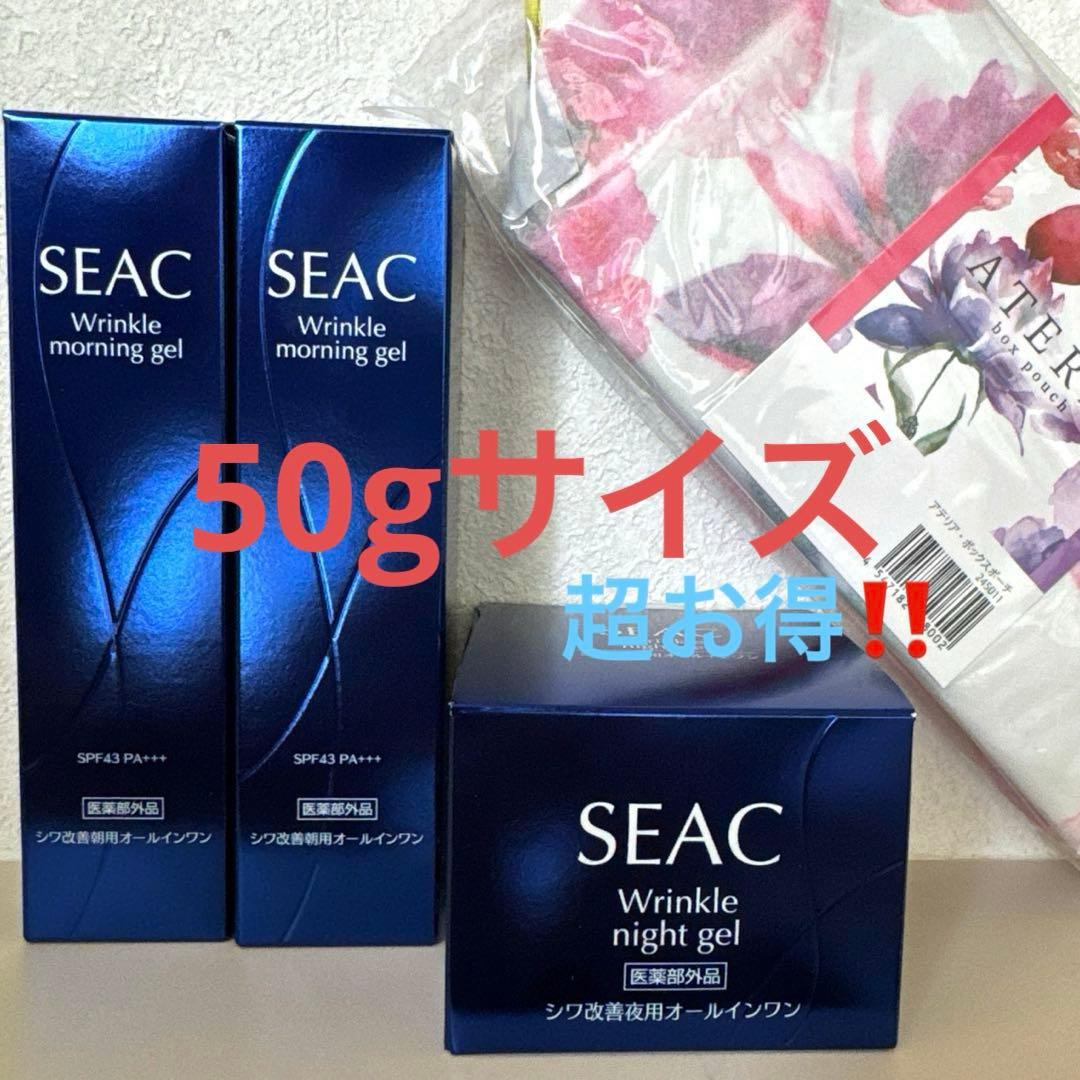 SEAC
Wrinkle
morning gel
SPF43 PA+++
医薬部外品
シワ改善朝用オールインワン
SEAC
Wrinkle
morning gel
SPF43 PA+++
医薬部外品
シワ改善朝用オールインワン
box pouch
アテリア・ボックスポーチ
245011
50gサイズ
超お得‼️
SEAC
Wrinkle
night gel
医薬部外品
シワ改善夜用オールインワン